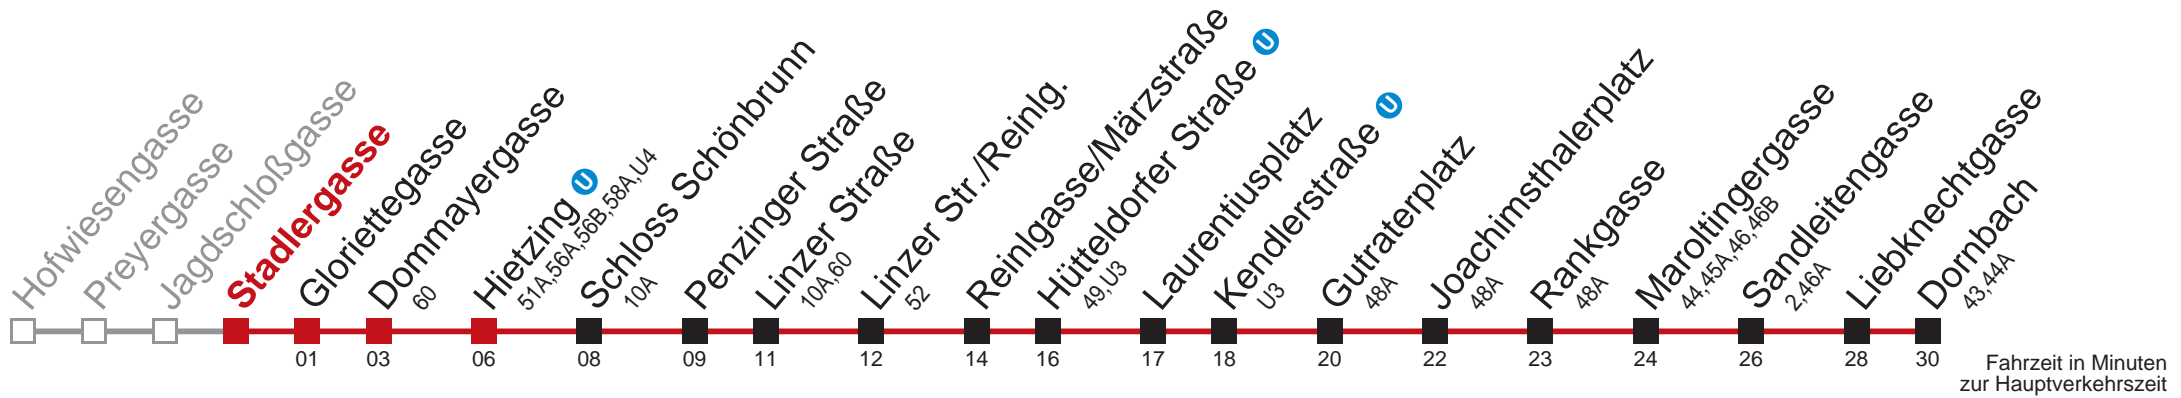 Hofwiesengasse
Preyergasse
Jagdschloßgasse
Stadlergasse
Gloriettegasse
Dommayergasse
60
Hietzing U
51A,56A,56B,58A,U4
Schloss Schönbrunn
10A
Penzinger Straße
Linzer Straße
10A,60
Linzer Str./Reinlg.
52
Reinlgasse/Märzstraße
Hütteldorfer Straße U
49,U3
Laurentiusplatz
Kendlerstraße U
U3
Gutraterplatz
48A
Joachimsthalerplatz
48A
Rankgasse
48A
Maroltingergasse
44,45A,46,46B
Sandleitengasse
2,46A
Liebknechtgasse
Dornbach
43,44A
01 03 06 08 09 11 12 14 16 17 18 20 22 23 24 26 28 30
Fahrzeit in Minuten
zur Hauptverkehrszeit